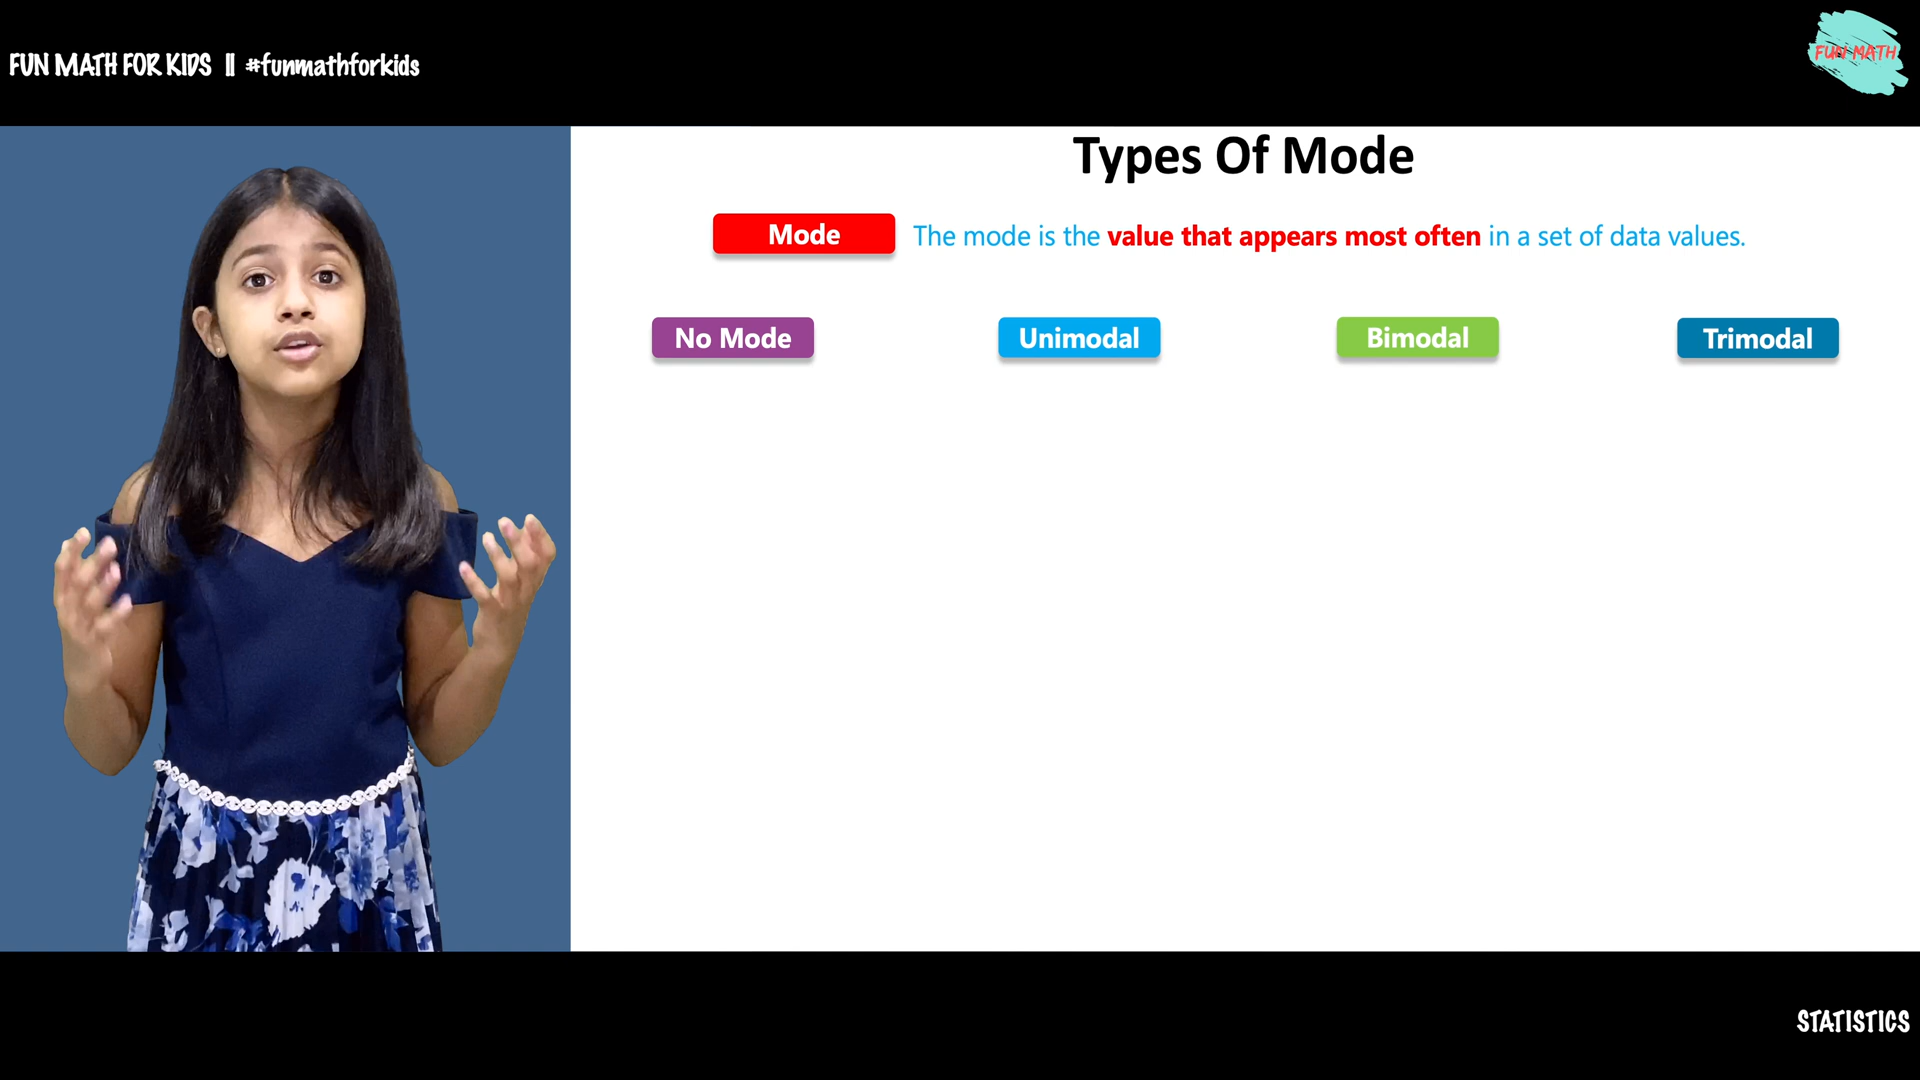 FUN MATH FOR KIDS || #funmathforkids
FUN MATH
Types Of Mode
Mode The mode is the value that appears most often in a set of data values.
No Mode Unimodal Bimodal Trimodal
STATISTICS